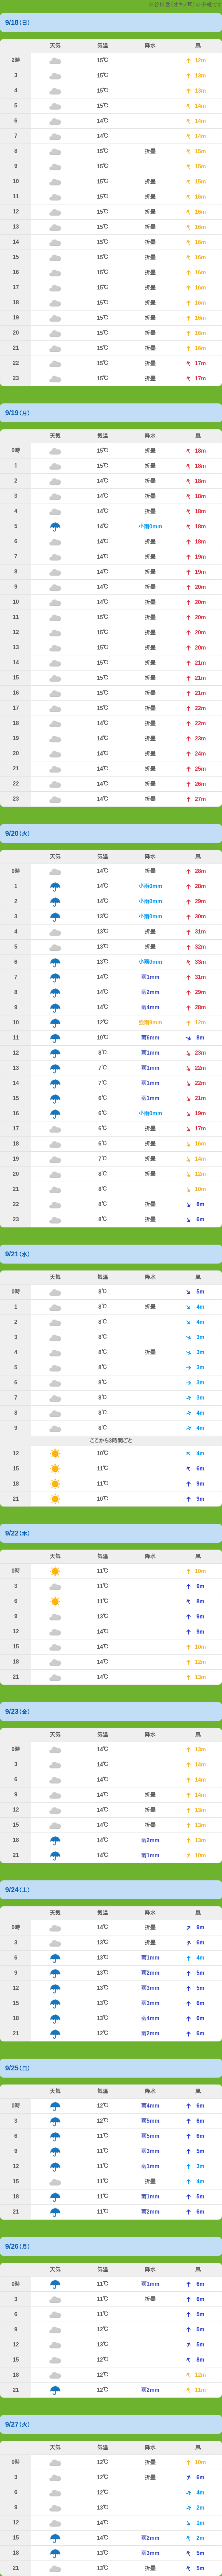 9/18(日)
天気 気温 降水 風
2時 15℃ 12m
3 15℃ 13m
4 15℃ 13m
5 15℃ 14m
6 14℃ 14m
7 14℃ 14m
8 15℃ 折畳 15m
9 15℃ 15m
10 15℃ 折畳 15m
11 15℃ 折畳 16m
12 15℃ 折畳 16m
13 15℃ 折畳 16m
14 15℃ 折畳 16m
15 15℃ 折畳 16m
16 15℃ 折畳 16m
17 15℃ 折畳 16m
18 15℃ 折畳 16m
19 15℃ 折畳 16m
20 15℃ 折畳 16m
21 15℃ 折畳 16m
22 15℃ 折畳 17m
23 15℃ 折畳 17m
9/19(月)
天気 気温 降水 風
0時 15℃ 折畳 18m
1 15℃ 折畳 18m
2 14℃ 折畳 18m
3 14℃ 折畳 18m
4 14℃ 折畳 18m
5 14℃ 小雨0mm 18m
6 14℃ 折畳 18m
7 14℃ 折畳 19m
8 14℃ 折畳 19m
9 14℃ 折畳 20m
10 14℃ 折畳 20m
11 15℃ 折畳 20m
12 15℃ 折畳 20m
13 15℃ 折畳 20m
14 15℃ 折畳 21m
15 15℃ 折畳 21m
16 15℃ 折畳 21m
17 15℃ 折畳 22m
18 14℃ 折畳 22m
19 14℃ 折畳 23m
20 14℃ 折畳 24m
21 14℃ 折畳 25m
22 14℃ 折畳 26m
23 14℃ 折畳 27m
9/20(火)
天気 気温 降水 風
0時 14℃ 折畳 28m
1 14℃ 小雨0mm 28m
2 14℃ 小雨0mm 29m
3 13℃ 小雨0mm 30m
4 13℃ 折畳 31m
5 13℃ 折畳 32m
6 13℃ 小雨0mm 33m
7 14℃ 雨1mm 31m
8 14℃ 雨2mm 29m
9 14℃ 雨4mm 28m
10 12℃ 12m
11 10℃ 雨6mm 8m
12 8℃ 雨1mm 23m
13 7℃ 雨1mm 22m
14 7℃ 雨1mm 22m
15 6℃ 雨1mm 21m
16 6℃ 小雨0mm 19m
17 6℃ 折畳 17m
18 6℃ 折畳 16m
19 7℃ 折畳 14m
20 8℃ 折畳 12m
21 8℃ 10m
22 8℃ 折畳 8m
23 8℃ 折畳 6m
9/21(水)
天気 気温 降水 風
0時 8℃ 5m
1 8℃ 折畳 4m
2 8℃ 4m
3 8℃ 3m
4 8℃ 折畳 3m
5 8℃ 3m
6 8℃ 3m
7 8℃ 3m
8 8℃ 4m
9 8℃ 4m
ここから3時間ごと
12 10℃ 4m
15 11℃ 6m
18 11℃ 9m
21 10℃ 9m
9/22(木)
天気 気温 降水 風
0時 11℃ 10m
3 11℃ 9m
6 11℃ 8m
9 13℃ 9m
12 14℃ 9m
15 14℃ 10m
18 14℃ 12m
21 14℃ 13m
9/23(金)
天気 気温 降水 風
0時 14℃ 13m
3 14℃ 14m
6 14℃ 14m
9 14℃ 折畳 14m
12 14℃ 折畳 13m
15 14℃ 折畳 13m
18 14℃ 雨2mm 13m
21 14℃ 雨1mm 10m
9/24(土)
天気 気温 降水 風
0時 14℃ 折畳 9m
3 13℃ 折畳 6m
6 13℃ 雨1mm 4m
9 13℃ 雨2mm 5m
12 13℃ 雨3mm 5m
15 13℃ 雨3mm 6m
18 13℃ 雨4mm 6m
21 12℃ 雨2mm 6m
9/25(日)
天気 気温 降水 風
0時 12℃ 雨4mm 6m
3 12℃ 雨5mm 6m
6 11℃ 雨5mm 6m
9 11℃ 雨3mm 5m
12 11℃ 雨1mm 3m
15 11℃ 折畳 4m
18 11℃ 雨1mm 5m
21 11℃ 雨2mm 6m
9/26(月)
天気 気温 降水 風
0時 11℃ 雨1mm 6m
3 11℃ 折畳 6m
6 11℃ 5m
9 12℃ 5m
12 13℃ 5m
15 12℃ 8m
18 12℃ 12m
21 12℃ 雨2mm 11m
9/27(火)
天気 気温 降水 風
0時 12℃ 折畳 10m
3 12℃ 折畳 6m
6 12℃ 4m
9 13℃ 2m
12 14℃ 1m
15 14℃ 雨2mm 2m
18 13℃ 雨3mm 5m
21 13℃ 折畳 5m